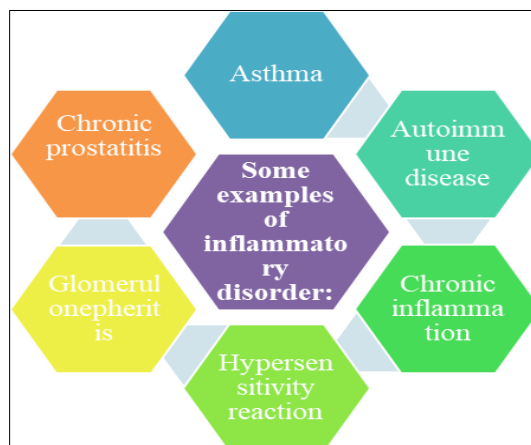 Asthma
Autoimm
une
disease
Chronic
inflamma
tion
Hypersen
sitivity
reaction
Glomerul
onepherit
is
Chronic
prostatitis
Some
examples
of
inflammato
ry
disorder: